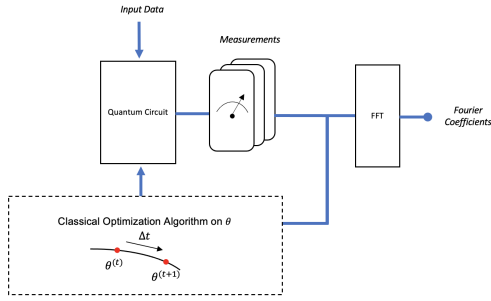 Input Data
Measurements
Quantum Circuit
FFT
Fourier
Coefficients
Classical Optimization Algorithm on θ
Δt
θ^(t)
θ^(t+1)